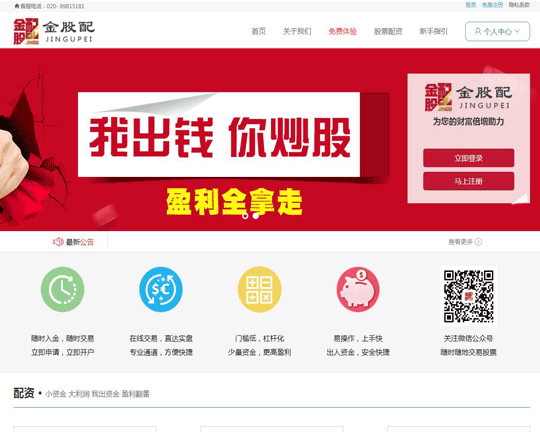 客服电话：020- 89815181
登录 免费注册 隐私条款
金股配
JINGUPEI
首页 关于我们 免费体验 股票配资 新手指引 个人中心
我出钱 你炒股
盈利全拿走
金股配
JINGUPEI
为您的财富倍增助力
立即登录
马上注册
最新公告
查看更多
随时入金，随时交易
立即申请，立即开户
在线交易，直达实盘
专业通道，方便快捷
门槛低，杠杆化
少量资金，更高盈利
易操作，上手快
出入资金，安全快捷
关注微信公众号
随时随地交易股票
配资 • 小资金 大利润 我出资金 盈利翻番